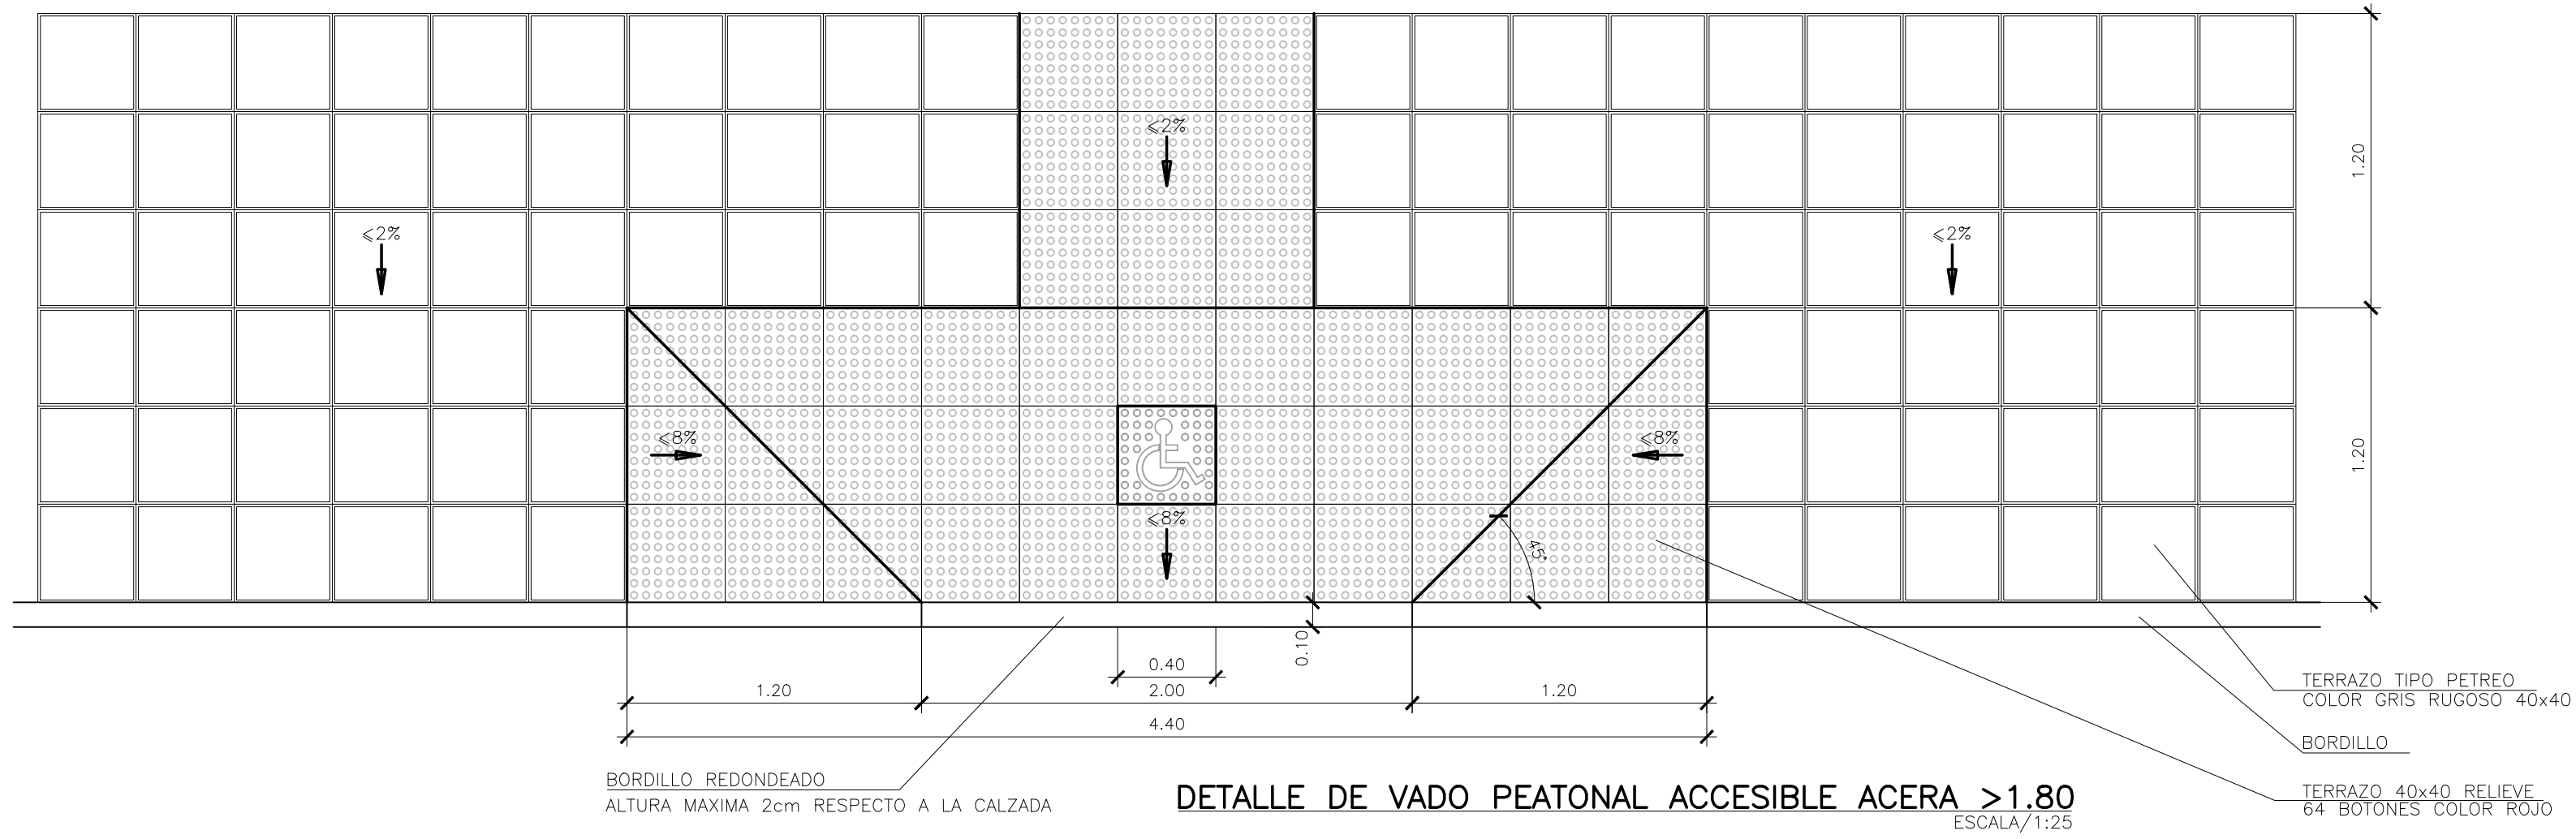 ≤2%
1.20
≤2%
≤2%
≤8%
≤8%
1.20
≤8%
45°
0.10
0.40
1.20
2.00
1.20
4.40
TERRAZO TIPO PETREO
COLOR GRIS RUGOSO 40x40
BORDILLO
BORDILLO REDONDEADO
ALTURA MAXIMA 2cm RESPECTO A LA CALZADA
DETALLE DE VADO PEATONAL ACCESIBLE ACERA >1.80
ESCALA/1:25
TERRAZO 40x40 RELIEVE
64 BOTONES COLOR ROJO